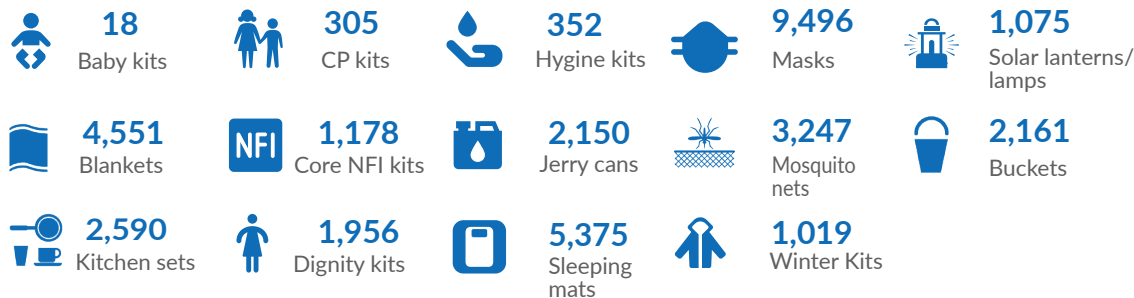 18
Baby kits
305
CP kits
352
Hygine kits
9,496
Masks
1,075
Solar lanterns/
lamps
4,551
Blankets
NFI
1,178
Core NFI kits
2,150
Jerry cans
3,247
Mosquito
nets
2,161
Buckets
2,590
Kitchen sets
1,956
Dignity kits
5,375
Sleeping
mats
1,019
Winter Kits